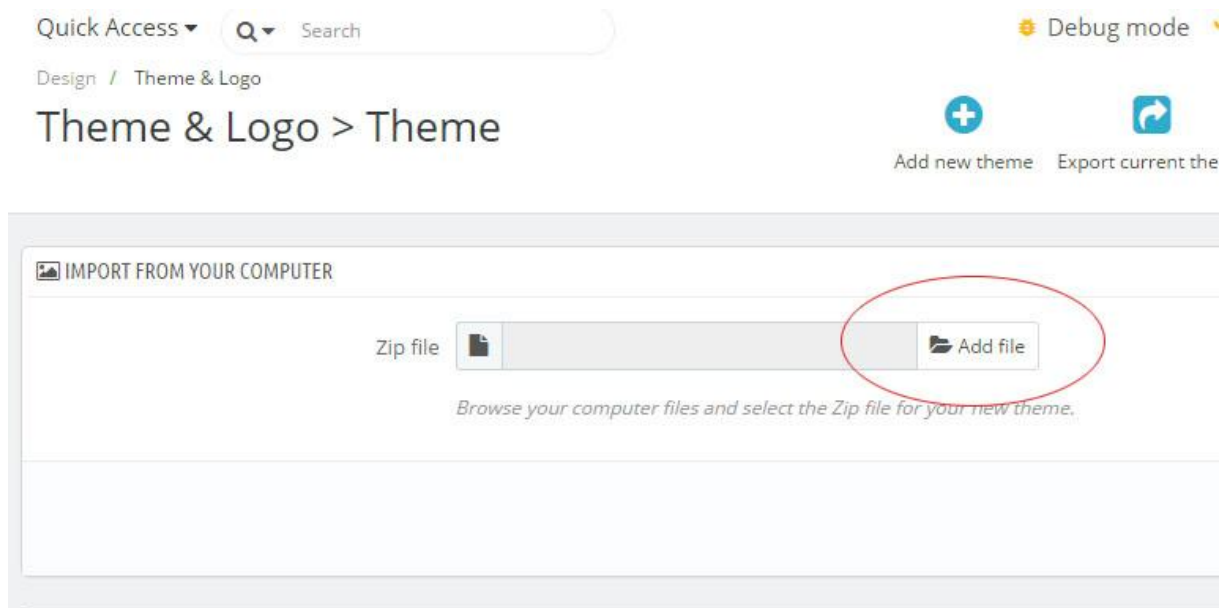 Quick Access
Search
Debug mode
Design / Theme & Logo
Theme & Logo > Theme
Add new theme
Export current the
IMPORT FROM YOUR COMPUTER
Zip file
Add file
Browse your computer files and select the Zip file for your new theme.